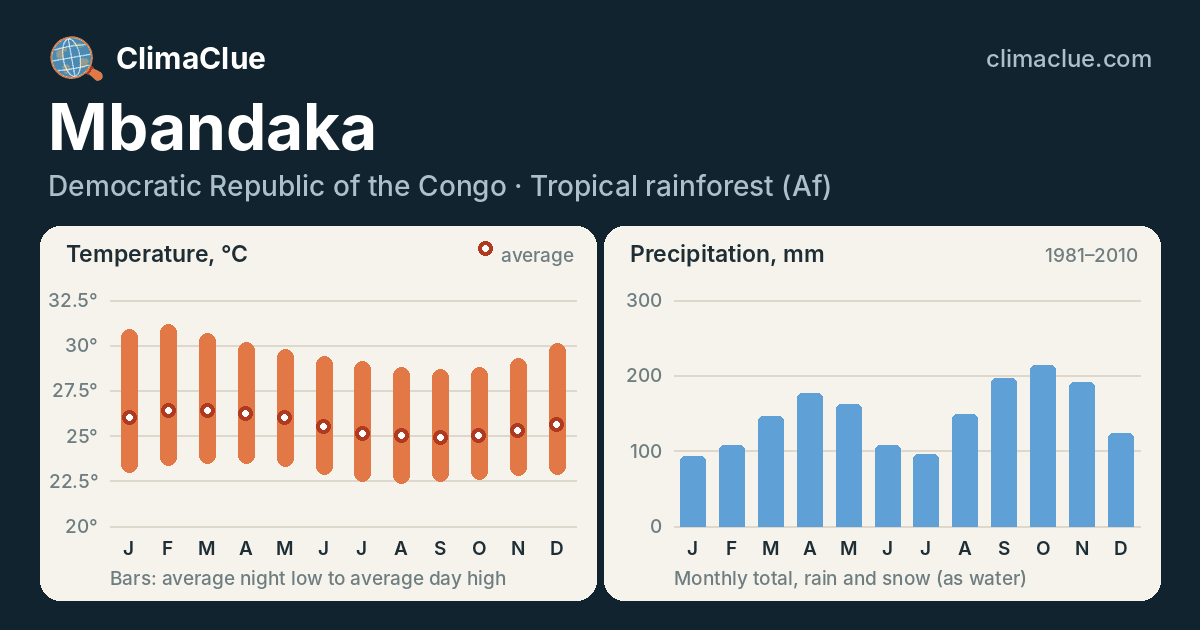 ClimaClue
climaclue.com
Mbandaka
Democratic Republic of the Congo · Tropical rainforest (Af)
Temperature, °C
average
32.5°
30°
27.5°
25°
22.5°
20°
J F M A M J J A S O N D
Bars: average night low to average day high
Precipitation, mm
1981–2010
300
200
100
0
J F M A M J J A S O N D
Monthly total, rain and snow (as water)